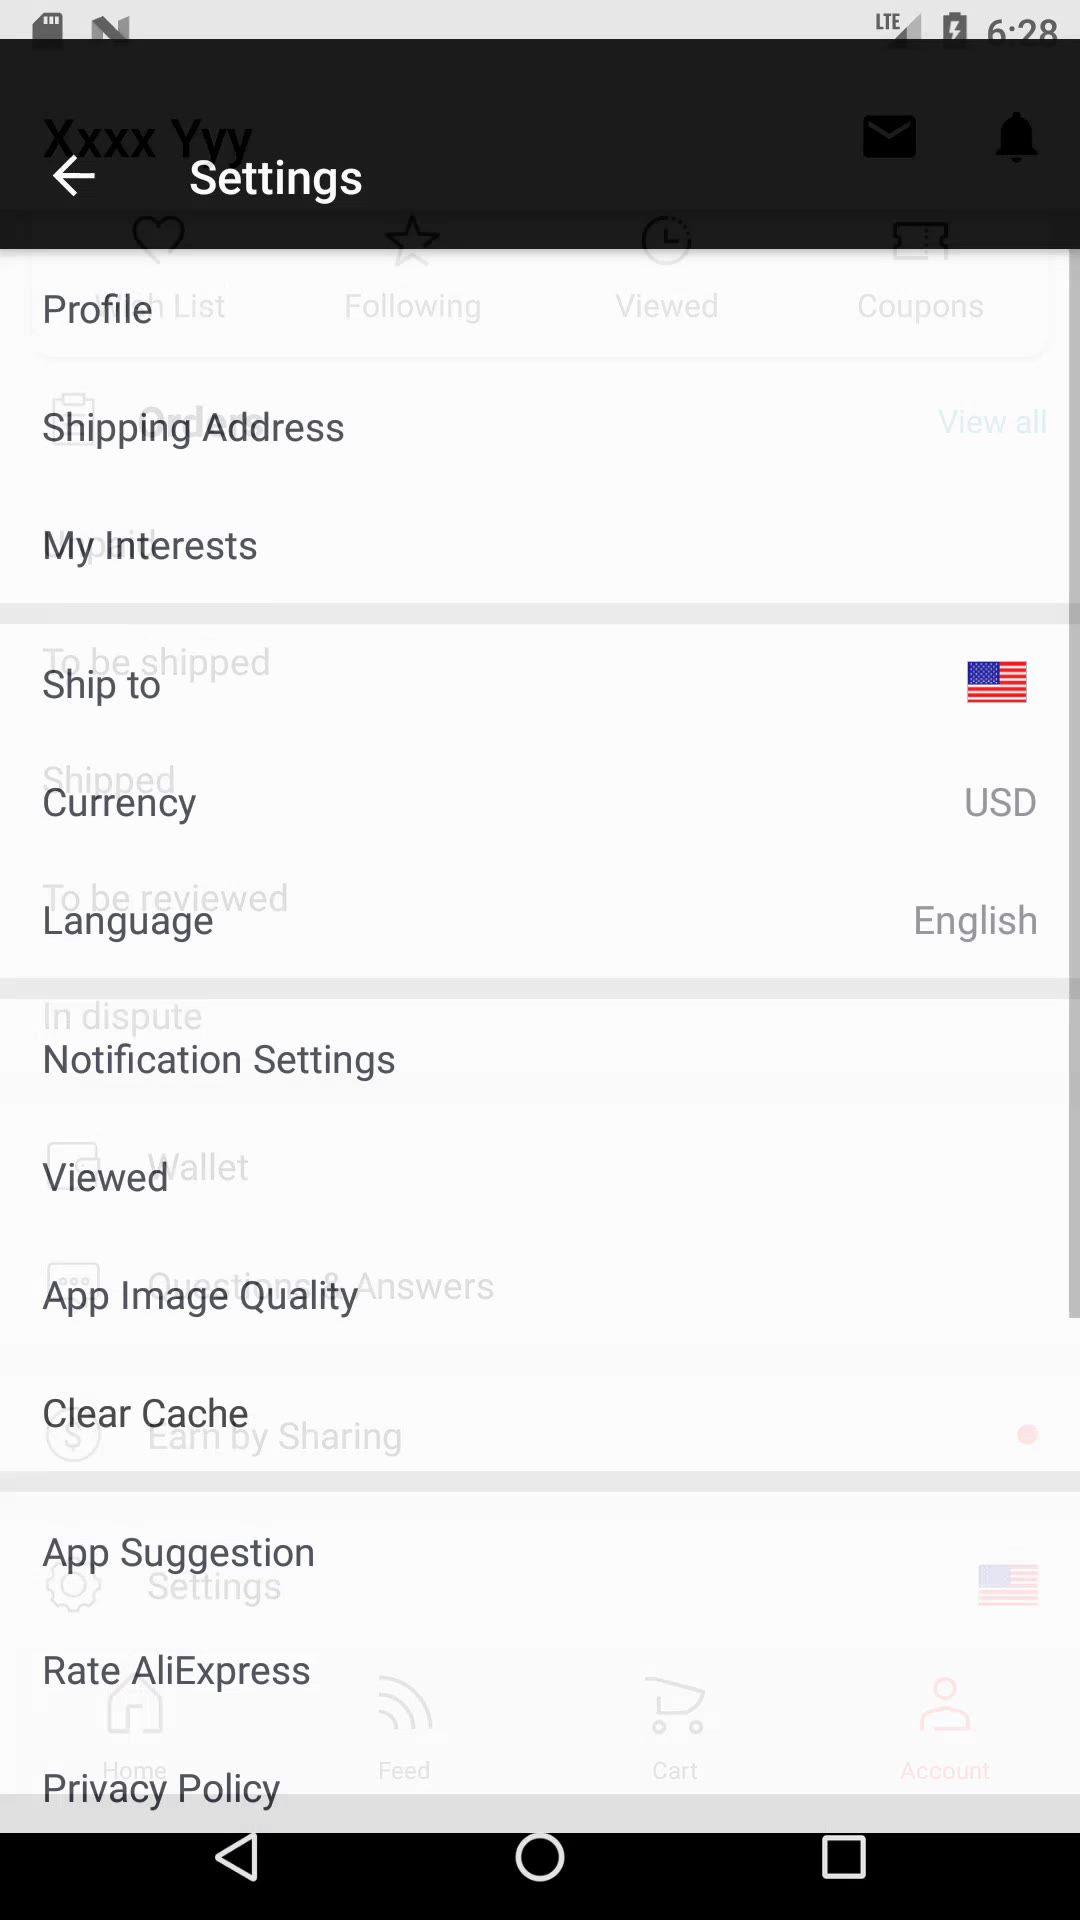 LTE 6:28
Xxxx Yyy
Settings
Wish List Following Viewed Coupons
Profile
Orders View all
Shipping Address
Unpaid
My Interests
To be shipped
Ship to
Shipped
Currency USD
To be reviewed
Language English
In dispute
Notification Settings
Wallet
Viewed
Questions & Answers
App Image Quality
Clear Cache
Earn by Sharing
App Suggestion
Settings
Rate AliExpress
Home Feed Cart Account
Privacy Policy